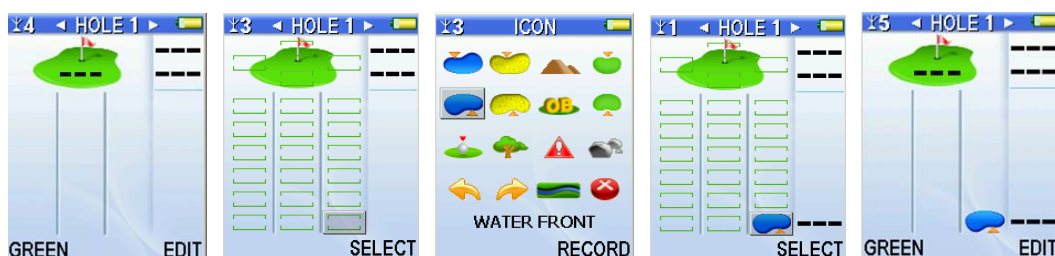 4 ◄ HOLE 1 ►
--- ---
---
GREEN EDIT
3 ◄ HOLE 1 ►
---
---
SELECT
3 ICON
OB
!
WATER FRONT
RECORD
1 ◄ HOLE 1 ►
---
---
---
SELECT
5 ◄ HOLE 1 ►
---
--- ---
---
GREEN EDIT